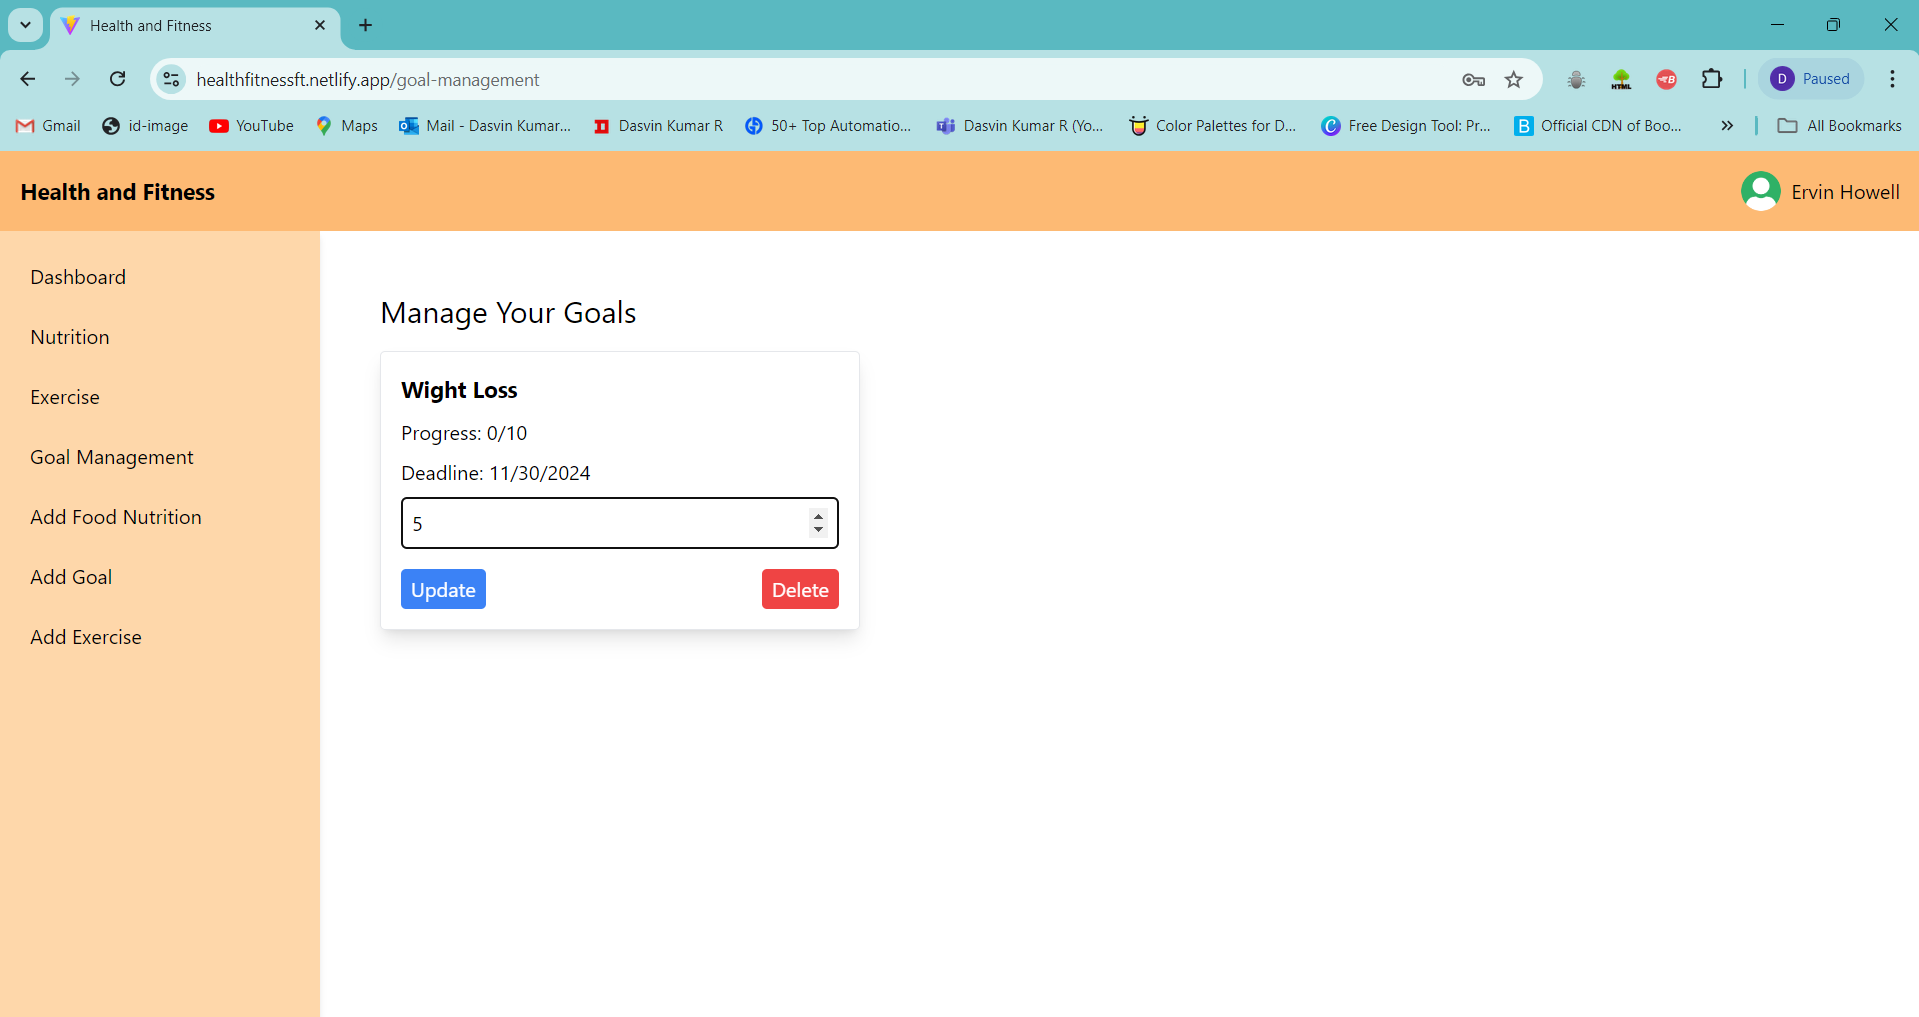 Health and Fitness
healthfitnessft.netlify.app/goal-management
D Paused
Gmail
id-image
YouTube
Maps
Mail - Dasvin Kumar...
Dasvin Kumar R
50+ Top Automatio...
Dasvin Kumar R (Yo...
Color Palettes for D...
Free Design Tool: Pr...
Official CDN of Boo...
All Bookmarks
Health and Fitness
Ervin Howell
Dashboard
Nutrition
Exercise
Goal Management
Add Food Nutrition
Add Goal
Add Exercise
Manage Your Goals
Wight Loss
Progress: 0/10
Deadline: 11/30/2024
5
Update
Delete